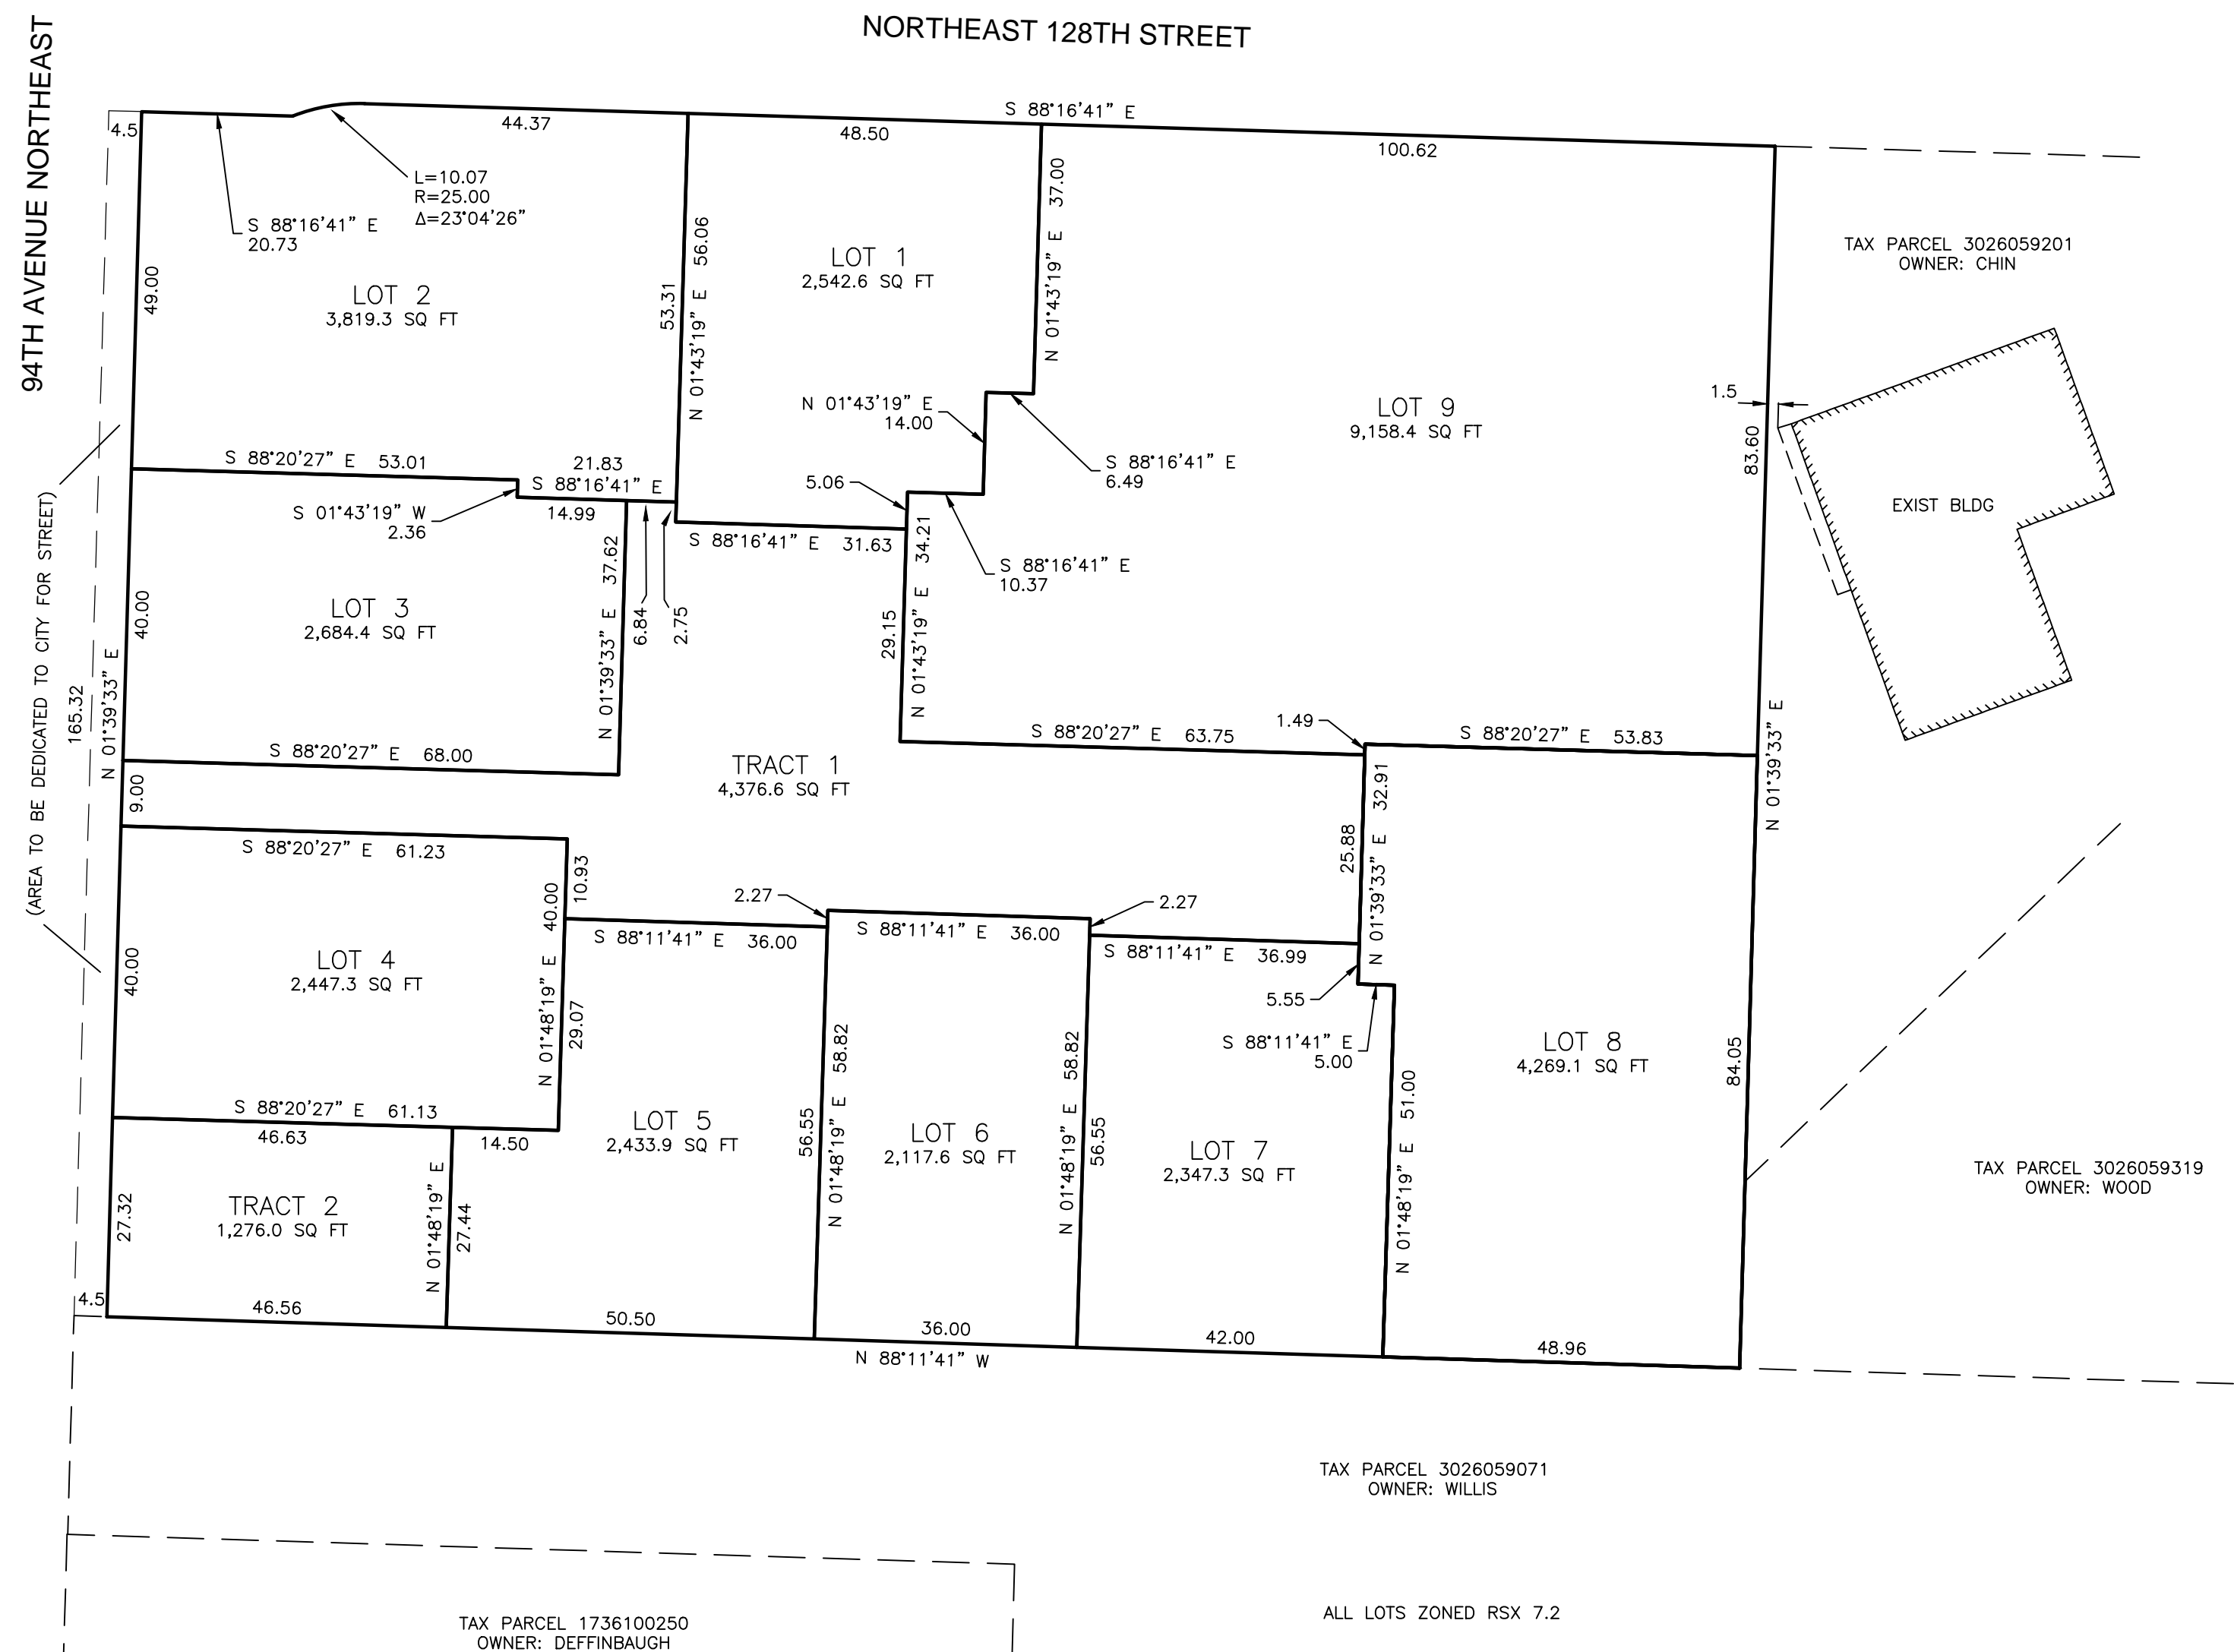 NORTHEAST 128TH STREET
94TH AVENUE NORTHEAST
S 88°16'41” E
4.5
44.37
48.50
100.62
L=10.07
R=25.00
Δ=23°04'26”
S 88°16'41” E
20.73
49.00
LOT 2
3,819.3 SQ FT
53.31
N 01°43'19” E 56.06
LOT 1
2,542.6 SQ FT
N 01°43'19” E 37.00
N 01°43'19” E
14.00
S 88°16'41” E
6.49
LOT 9
9,158.4 SQ FT
83.60
1.5
TAX PARCEL 3026059201
OWNER: CHIN
EXIST BLDG
S 88°20'27” E 53.01
21.83
S 88°16'41” E
S 01°43'19” W
2.36
14.99
5.06
S 88°16'41” E 31.63
S 88°16'41” E
10.37
(AREA TO BE DEDICATED TO CITY FOR STREET)
165.32
N 01°39'33” E
40.00
LOT 3
2,684.4 SQ FT
N 01°39'33” E 37.62
6.84
2.75
29.15
N 01°43'19” E 34.21
S 88°20'27” E 68.00
9.00
TRACT 1
4,376.6 SQ FT
S 88°20'27” E 63.75
1.49
S 88°20'27” E 53.83
N 01°39'33” E
S 88°20'27” E 61.23
10.93
40.00
N 01°48'19” E
2.27
2.27
25.88
N 01°39'33” E 32.91
S 88°11'41” E 36.00
S 88°11'41” E 36.00
S 88°11'41” E 36.99
40.00
LOT 4
2,447.3 SQ FT
29.07
5.55
S 88°11'41” E
5.00
LOT 8
4,269.1 SQ FT
84.05
S 88°20'27” E 61.13
46.63
14.50
LOT 5
2,433.9 SQ FT
56.55
N 01°48'19” E 58.82
LOT 6
2,117.6 SQ FT
N 01°48'19” E 58.82
56.55
LOT 7
2,347.3 SQ FT
N 01°48'19” E 51.00
TAX PARCEL 3026059319
OWNER: WOOD
27.32
TRACT 2
1,276.0 SQ FT
N 01°48'19” E
27.44
4.5
46.56
50.50
36.00
42.00
48.96
N 88°11'41” W
TAX PARCEL 3026059071
OWNER: WILLIS
TAX PARCEL 1736100250
OWNER: DEFFINBAUGH
ALL LOTS ZONED RSX 7.2